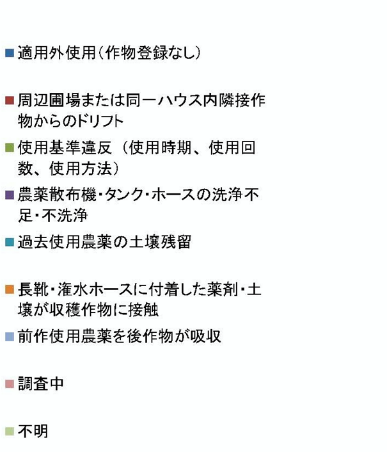 適用外使用(作物登録なし)
周辺圃場または同一ハウス内隣接作
物からのドリフト
使用基準違反 (使用時期、使用回
数、使用方法)
農薬散布機・タンク・ホースの洗浄不
足・不洗浄
過去使用農薬の土壌残留
長靴・潅水ホースに付着した薬剤・土
壌が収穫作物に接触
前作使用農薬を後作物が吸収
調査中
不明